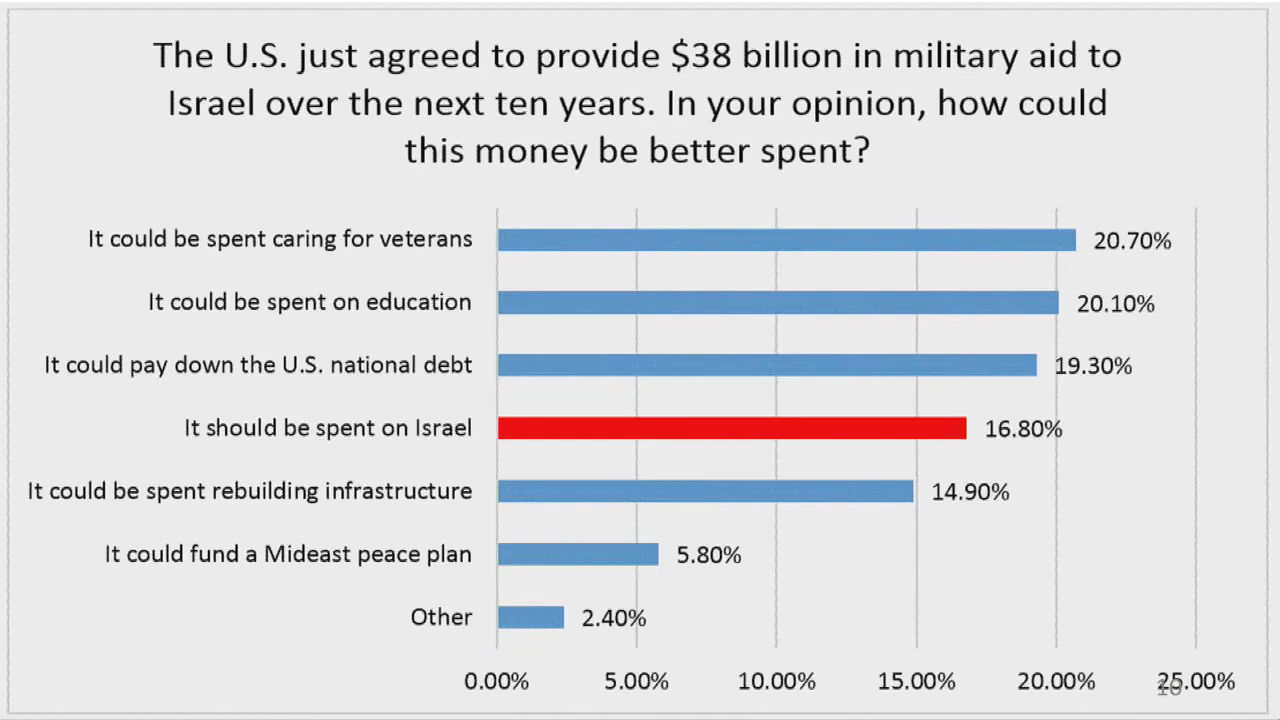 The U.S. just agreed to provide $38 billion in military aid to
Israel over the next ten years. In your opinion, how could
this money be better spent?
It could be spent caring for veterans 20.70%
It could be spent on education 20.10%
It could pay down the U.S. national debt 19.30%
It should be spent on Israel 16.80%
It could be spent rebuilding infrastructure 14.90%
It could fund a Mideast peace plan 5.80%
Other 2.40%
0.00% 5.00% 10.00% 15.00% 20.00% 25.00%